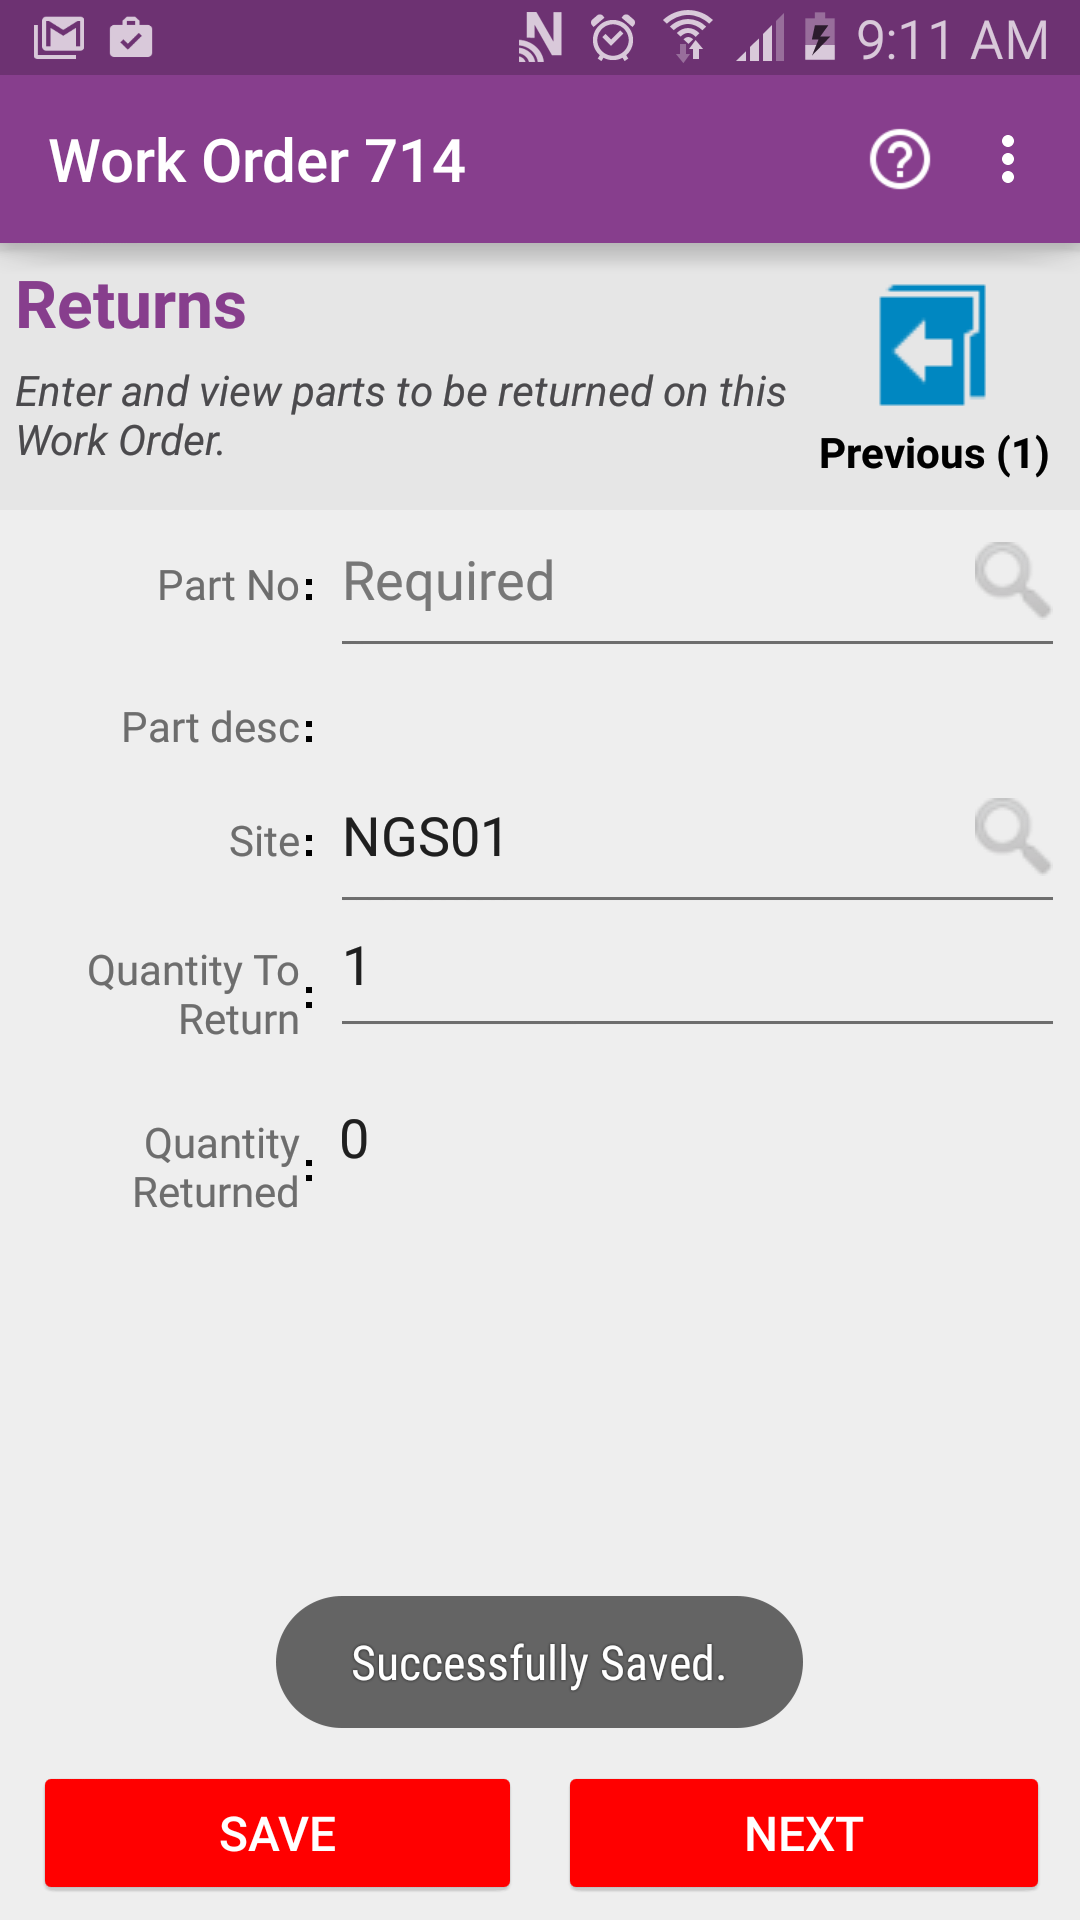 9:11 AM
Work Order 714
Returns
Enter and view parts to be returned on this
Work Order.
Previous (1)
Part No: Required
Part desc:
Site: NGS01
Quantity To
Return: 1
Quantity
Returned: 0
Successfully Saved.
SAVE
NEXT